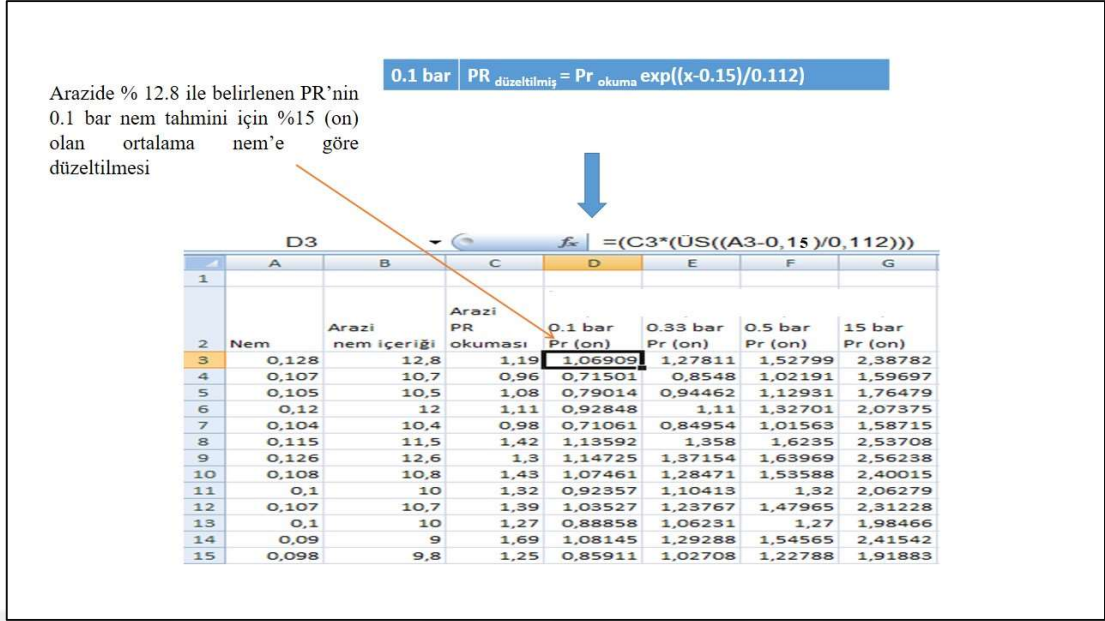 0.1 bar PR düzeltilmiş = Pr okuma exp((x-0.15)/0.112)
Arazide % 12.8 ile belirlenen PR’nin
0.1 bar nem tahmini için %15 (on)
olan ortalama nem’e göre
düzeltilmesi
D3 fx =(C3*(ÜS((A3-0,15)/0,112)))
A B C D E F G
1
2 Nem Arazi nem içeriği Arazi PR okuması 0.1 bar Pr (on) 0.33 bar Pr (on) 0.5 bar Pr (on) 15 bar Pr (on)
3 0,128 12,8 1,19 1,06909 1,27811 1,52799 2,38782
4 0,107 10,7 0,96 0,71501 0,8548 1,02191 1,59697
5 0,105 10,5 1,08 0,79014 0,94462 1,12931 1,76479
6 0,12 12 1,11 0,92848 1,11 1,32701 2,07375
7 0,104 10,4 0,98 0,71061 0,84954 1,01563 1,58715
8 0,115 11,5 1,42 1,13592 1,358 1,6235 2,53708
9 0,126 12,6 1,3 1,14725 1,37154 1,63969 2,56238
10 0,108 10,8 1,43 1,07461 1,28471 1,53588 2,40015
11 0,1 10 1,32 0,92357 1,10413 1,32 2,06279
12 0,107 10,7 1,39 1,03527 1,23767 1,47965 2,31228
13 0,1 10 1,27 0,88858 1,06231 1,27 1,98466
14 0,09 9 1,69 1,08145 1,29288 1,54565 2,41542
15 0,098 9,8 1,25 0,85911 1,02708 1,22788 1,91883